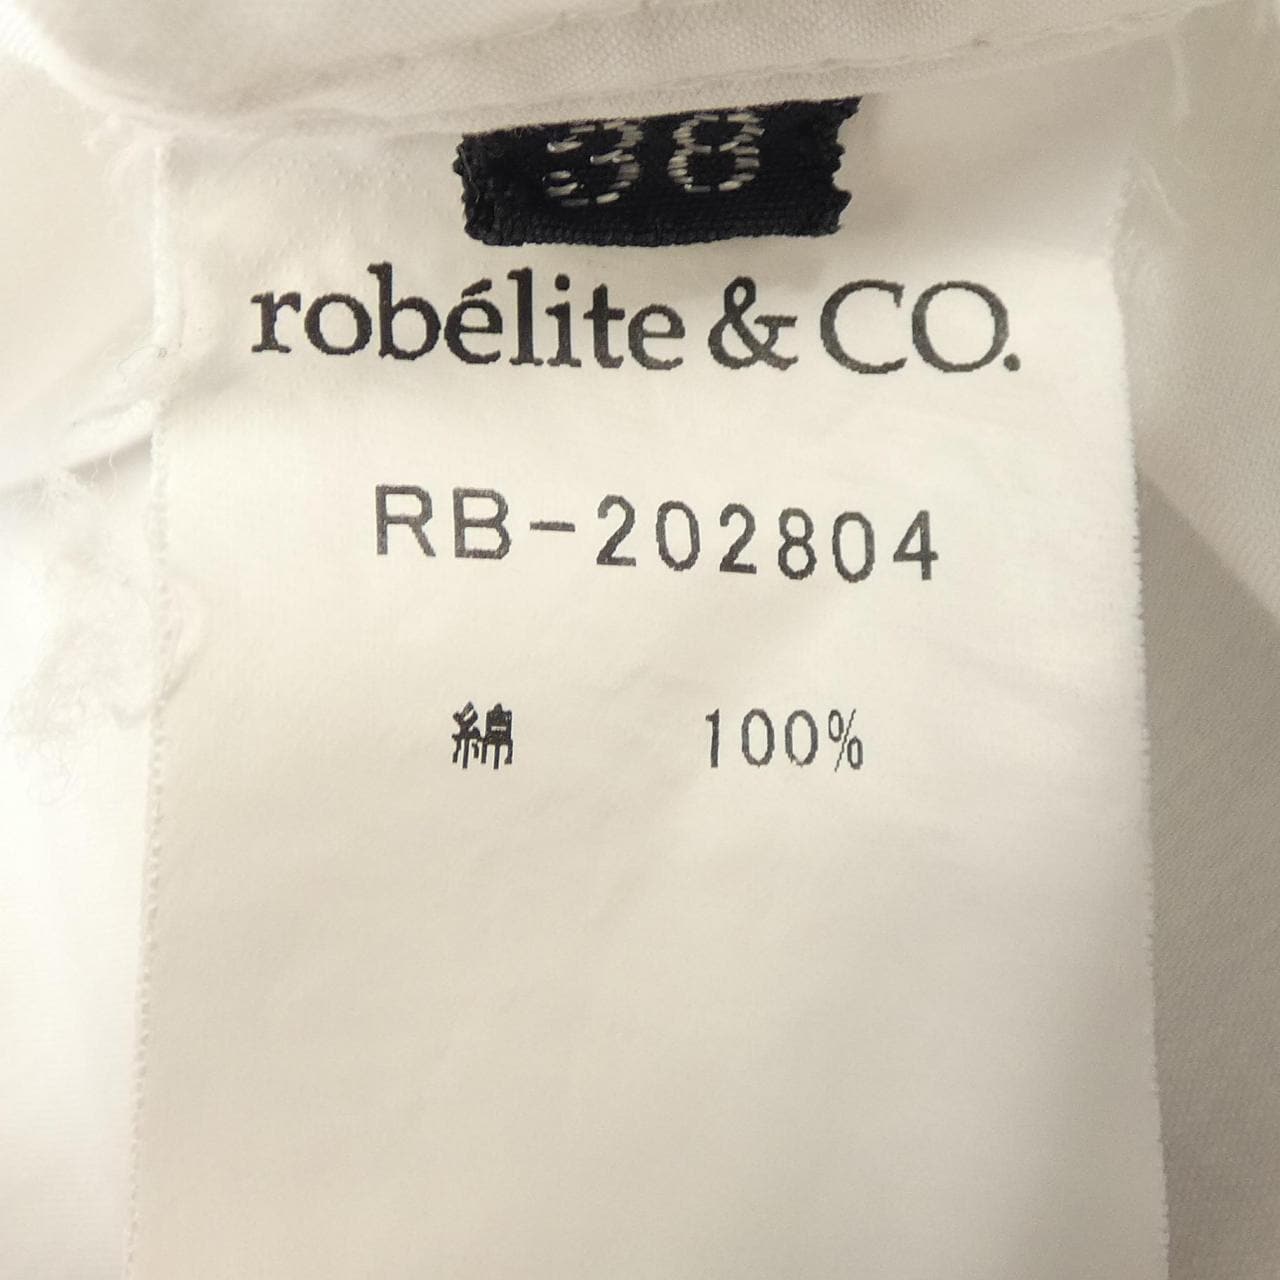 38
robélite & CO.
RB-202804
綿 100%